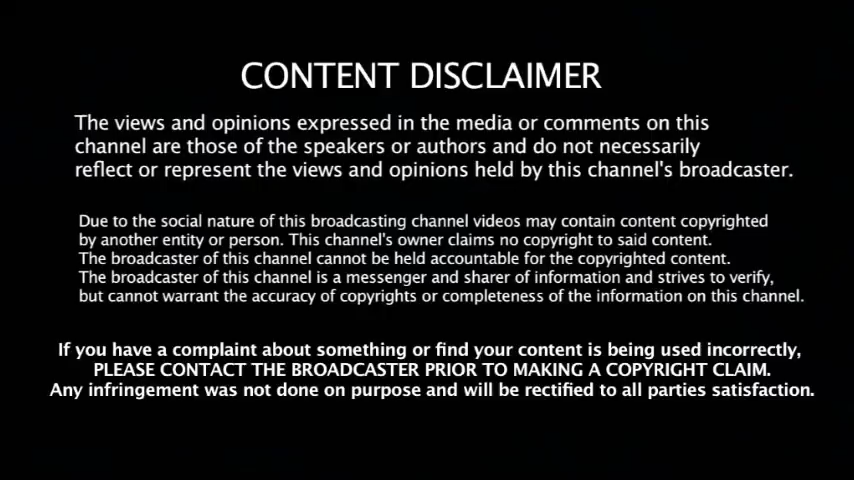 CONTENT DISCLAIMER
The views and opinions expressed in the media or comments on this
channel are those of the speakers or authors and do not necessarily
reflect or represent the views and opinions held by this channel's broadcaster.
Due to the social nature of this broadcasting channel videos may contain content copyrighted
by another entity or person. This channel's owner claims no copyright to said content.
The broadcaster of this channel cannot be held accountable for the copyrighted content.
The broadcaster of this channel is a messenger and sharer of information and strives to verify,
but cannot warrant the accuracy of copyrights or completeness of the information on this channel.
If you have a complaint about something or find your content is being used incorrectly,
PLEASE CONTACT THE BROADCASTER PRIOR TO MAKING A COPYRIGHT CLAIM.
Any infringement was not done on purpose and will be rectified to all parties satisfaction.